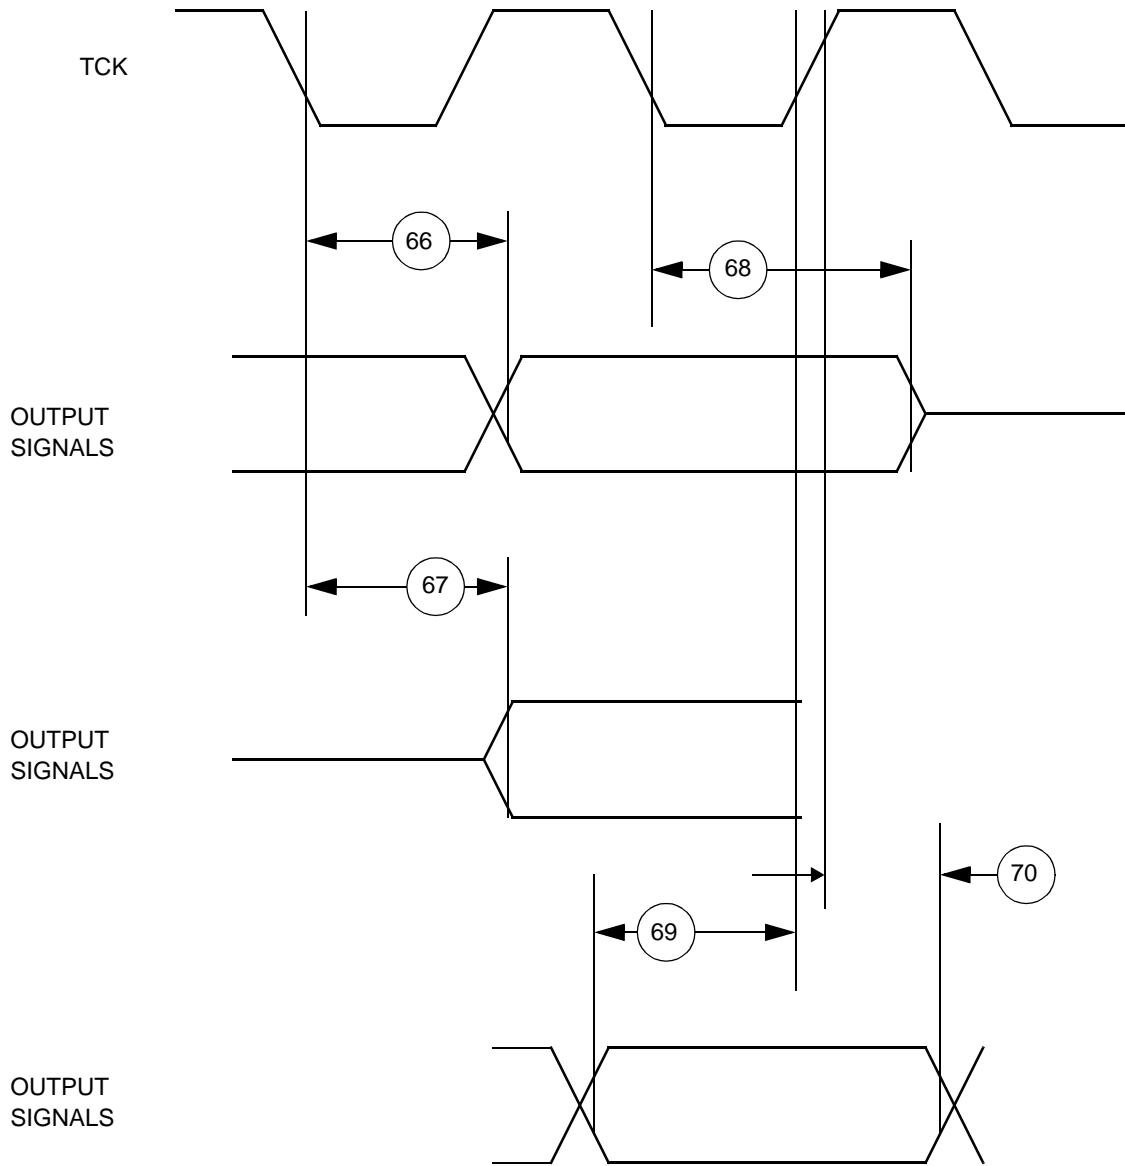 TCK
66
68
OUTPUT
SIGNALS
67
OUTPUT
SIGNALS
70
69
OUTPUT
SIGNALS